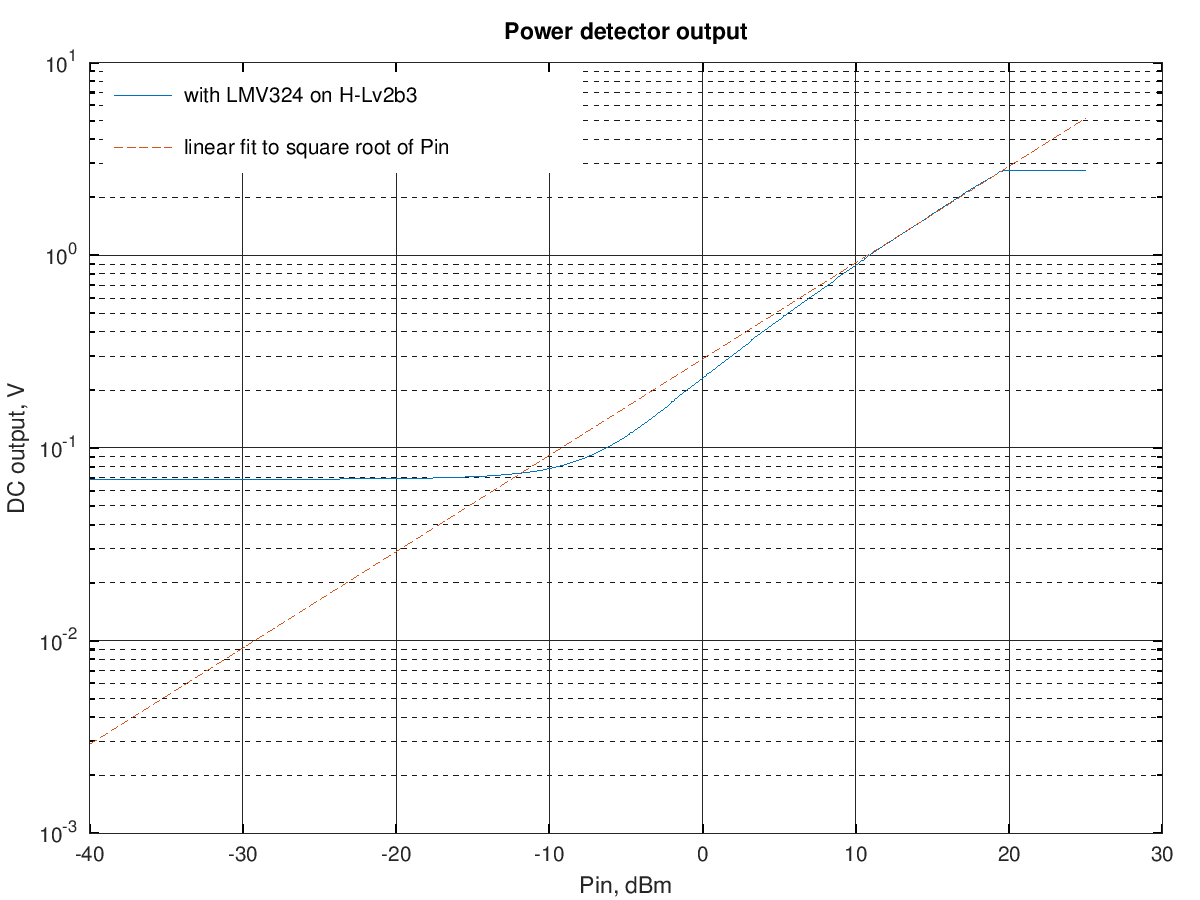 Power detector output
with LMV324 on H-Lv2b3
linear fit to square root of Pin
10^1
10^0
10^-1
10^-2
10^-3
DC output, V
-40 -30 -20 -10 0 10 20 30
Pin, dBm